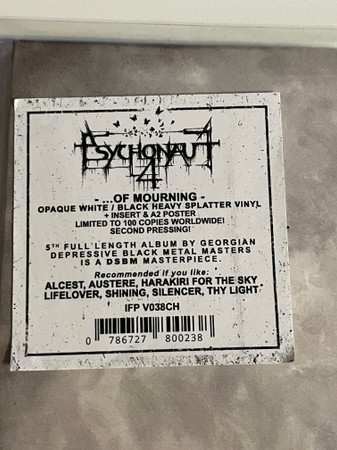 PSYCHONAUT
4
- ...OF MOURNING -
OPAQUE WHITE / BLACK HEAVY SPLATTER VINYL
+ INSERT & A2 POSTER
LIMITED TO 100 COPIES WORLDWIDE!
SECOND PRESSING!
5TH FULL LENGTH ALBUM BY GEORGIAN
DEPRESSIVE BLACK METAL MASTERS
IS A DSBM MASTERPIECE.
Recommended if you like:
ALCEST, AUSTERE, HARAKIRI FOR THE SKY
LIFELOVER, SHINING, SILENCER, THY LIGHT
IFP V038CH
0 786727 800238